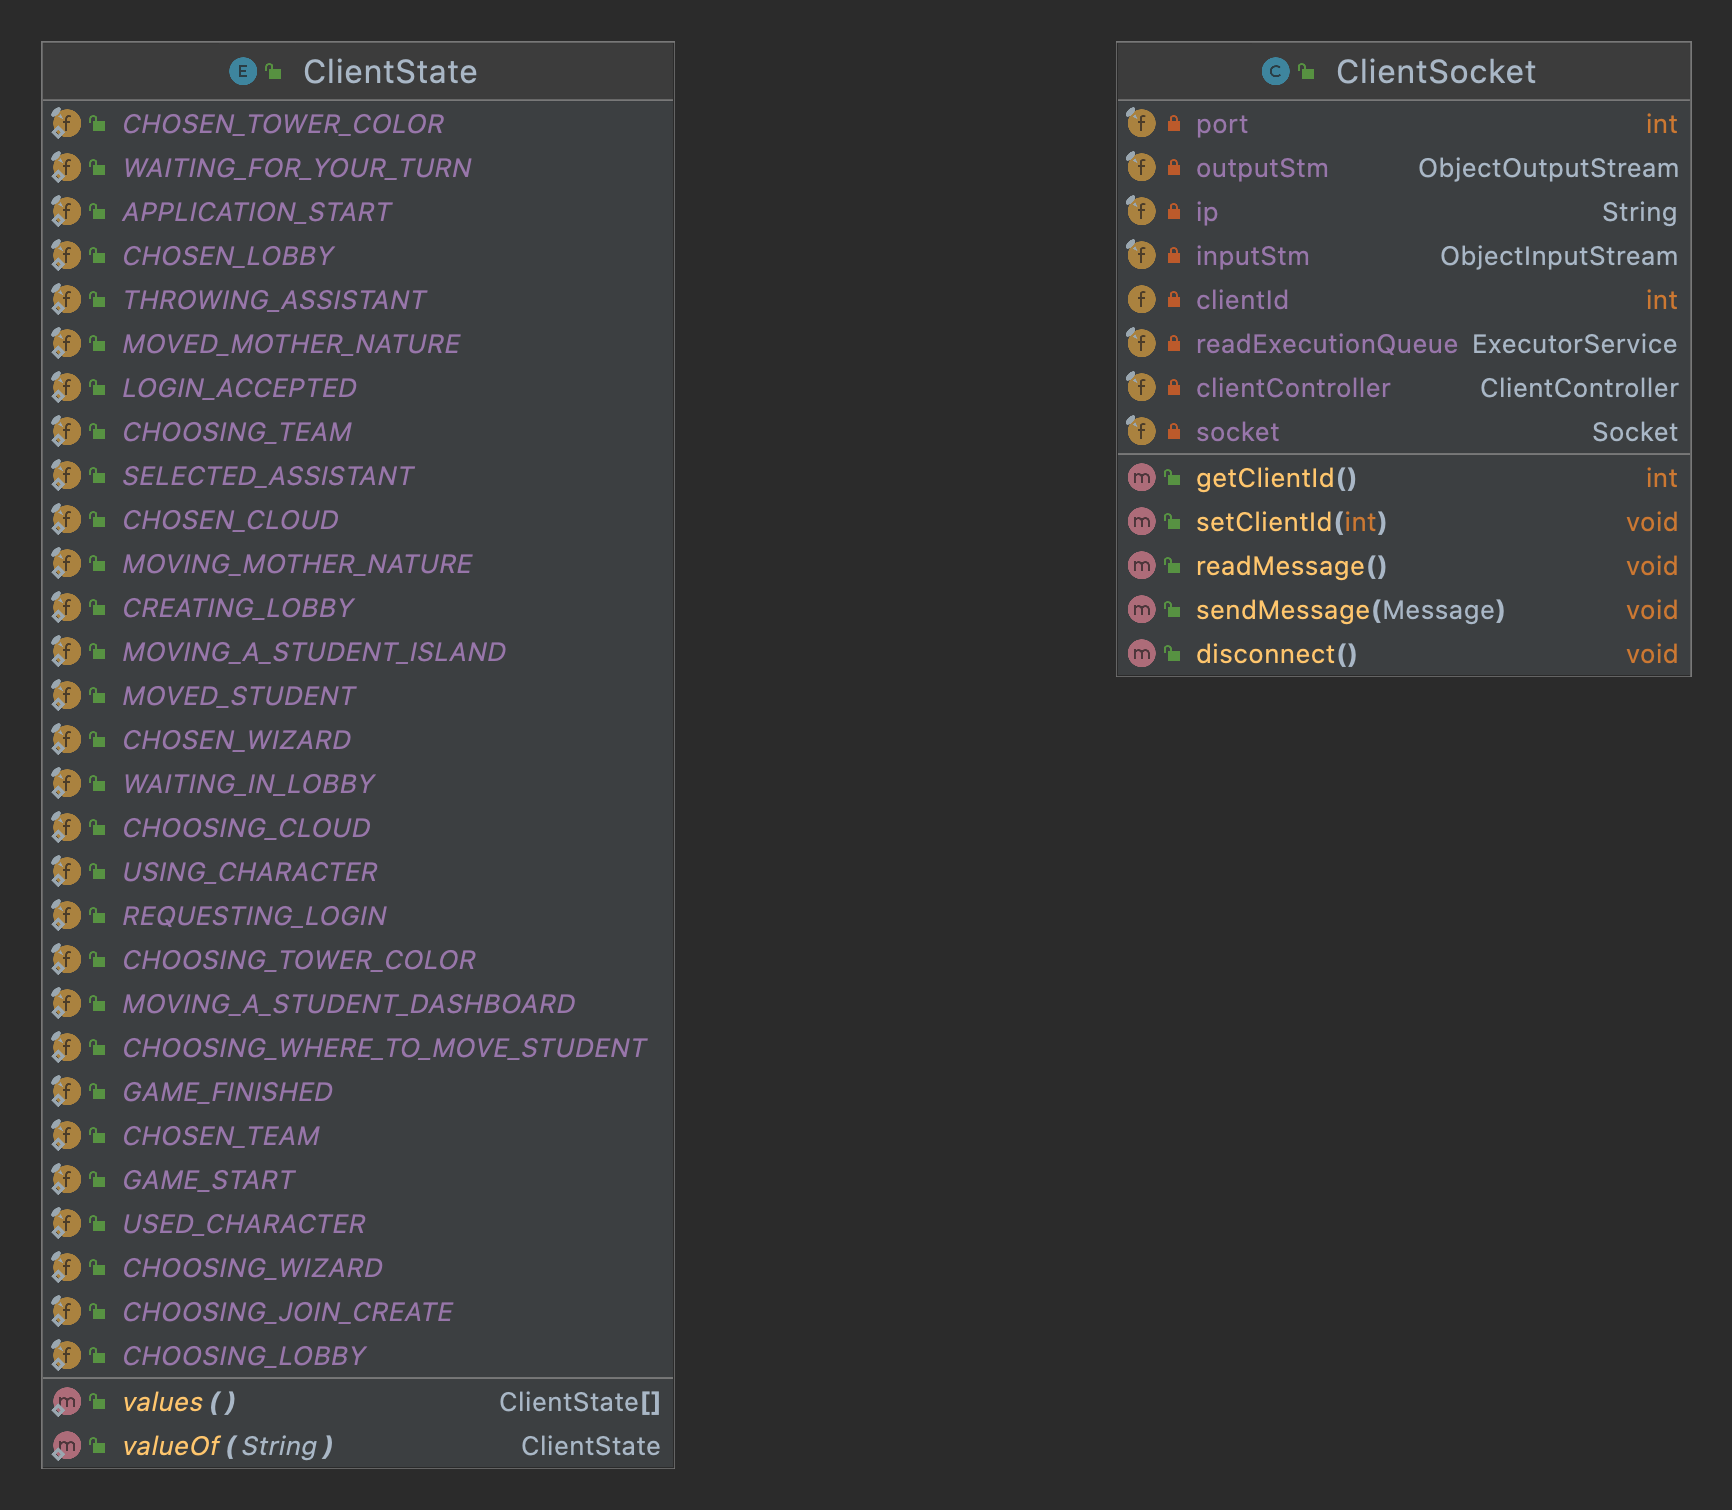 E ClientState
f CHOSEN_TOWER_COLOR
f WAITING_FOR_YOUR_TURN
f APPLICATION_START
f CHOSEN_LOBBY
f THROWING_ASSISTANT
f MOVED_MOTHER_NATURE
f LOGIN_ACCEPTED
f CHOOSING_TEAM
f SELECTED_ASSISTANT
f CHOSEN_CLOUD
f MOVING_MOTHER_NATURE
f CREATING_LOBBY
f MOVING_A_STUDENT_ISLAND
f MOVED_STUDENT
f CHOSEN_WIZARD
f WAITING_IN_LOBBY
f CHOOSING_CLOUD
f USING_CHARACTER
f REQUESTING_LOGIN
f CHOOSING_TOWER_COLOR
f MOVING_A_STUDENT_DASHBOARD
f CHOOSING_WHERE_TO_MOVE_STUDENT
f GAME_FINISHED
f CHOSEN_TEAM
f GAME_START
f USED_CHARACTER
f CHOOSING_WIZARD
f CHOOSING_JOIN_CREATE
f CHOOSING_LOBBY
m values () ClientState[]
m valueOf (String) ClientState
C ClientSocket
f port int
f outputStm ObjectOutputStream
f ip String
f inputStm ObjectInputStream
f clientId int
f readExecutionQueue ExecutorService
f clientController ClientController
f socket Socket
m getClientId() int
m setClientId(int) void
m readMessage() void
m sendMessage(Message) void
m disconnect() void